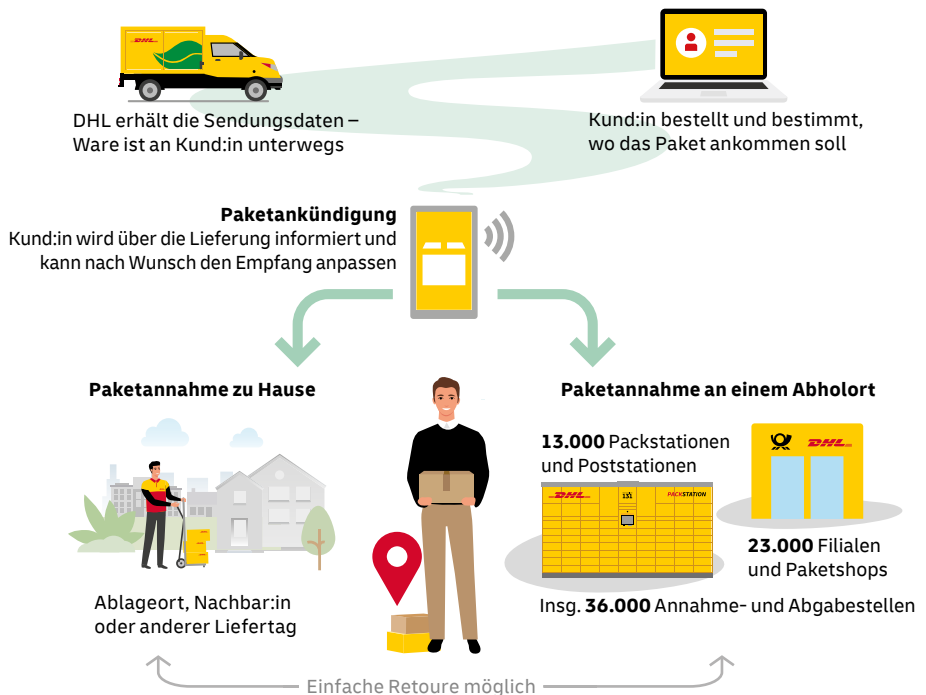 DHL
DHL erhält die Sendungsdaten –
Ware ist an Kund:in unterwegs
Kund:in bestellt und bestimmt,
wo das Paket ankommen soll
Paketankündigung
Kund:in wird über die Lieferung informiert und
kann nach Wunsch den Empfang anpassen
Paketannahme zu Hause
Ablageort, Nachbar:in
oder anderer Liefertag
Paketannahme an einem Abholort
13.000 Packstationen
und Poststationen
DHL
131
PACKSTATION
DHL
23.000 Filialen
und Paketshops
Insg. 36.000 Annahme- und Abgabestellen
Einfache Retoure möglich